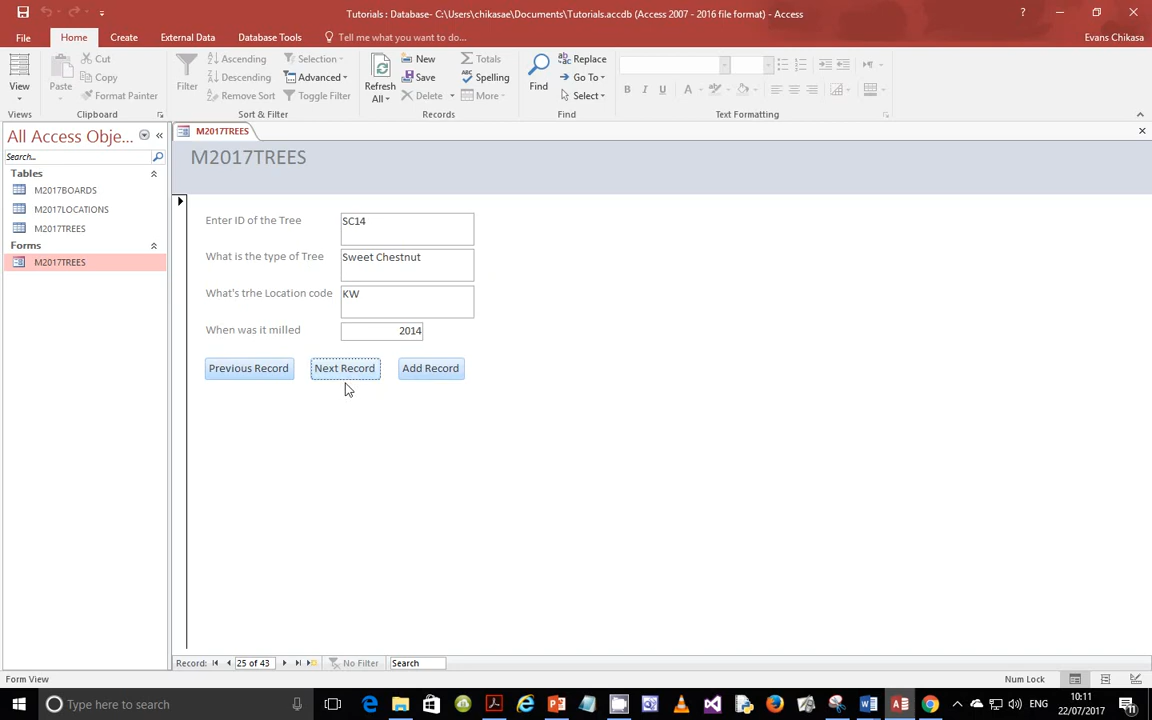 Tutorials : Database- C:\Users\chikasae\Documents\Tutorials.accdb (Access 2007 - 2016 file format) - Access
?
File Home Create External Data Database Tools Tell me what you want to do... Evans Chikasa
View
Views
Paste
Cut
Copy
Format Painter
Clipboard
Filter
Ascending
Descending
Remove Sort
Selection
Advanced
Toggle Filter
Sort & Filter
Refresh
All
New
Save
Delete
Totals
Spelling
More
Records
Find
Replace
Go To
Select
Find
B I U A
Text Formatting
All Access Obje... «
Search...
Tables
M2017BOARDS
M2017LOCATIONS
M2017TREES
Forms
M2017TREES
M2017TREES
M2017TREES
Enter ID of the Tree SC14
What is the type of Tree Sweet Chestnut
What's trhe Location code KW
When was it milled 2014
Previous Record Next Record Add Record
Record: 25 of 43 No Filter Search
Form View Num Lock
Type here to search
ENG
10:11
22/07/2017
11